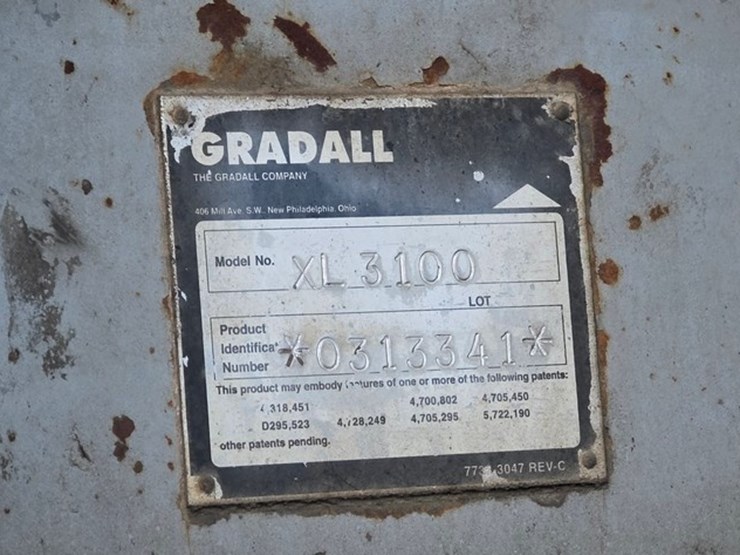 GRADALL
THE GRADALL COMPANY
406 Mill Ave. S.W. New Philadelphia, Ohio
Model No. XL 3100
LOT
Product
Identificat
Number *0313341*
This product may embody of one or more of the following patents:
318,451 4,700,802 4,705,450
D295,523 4,705,295 5,722,190
other patents pending.
3047 REV-C